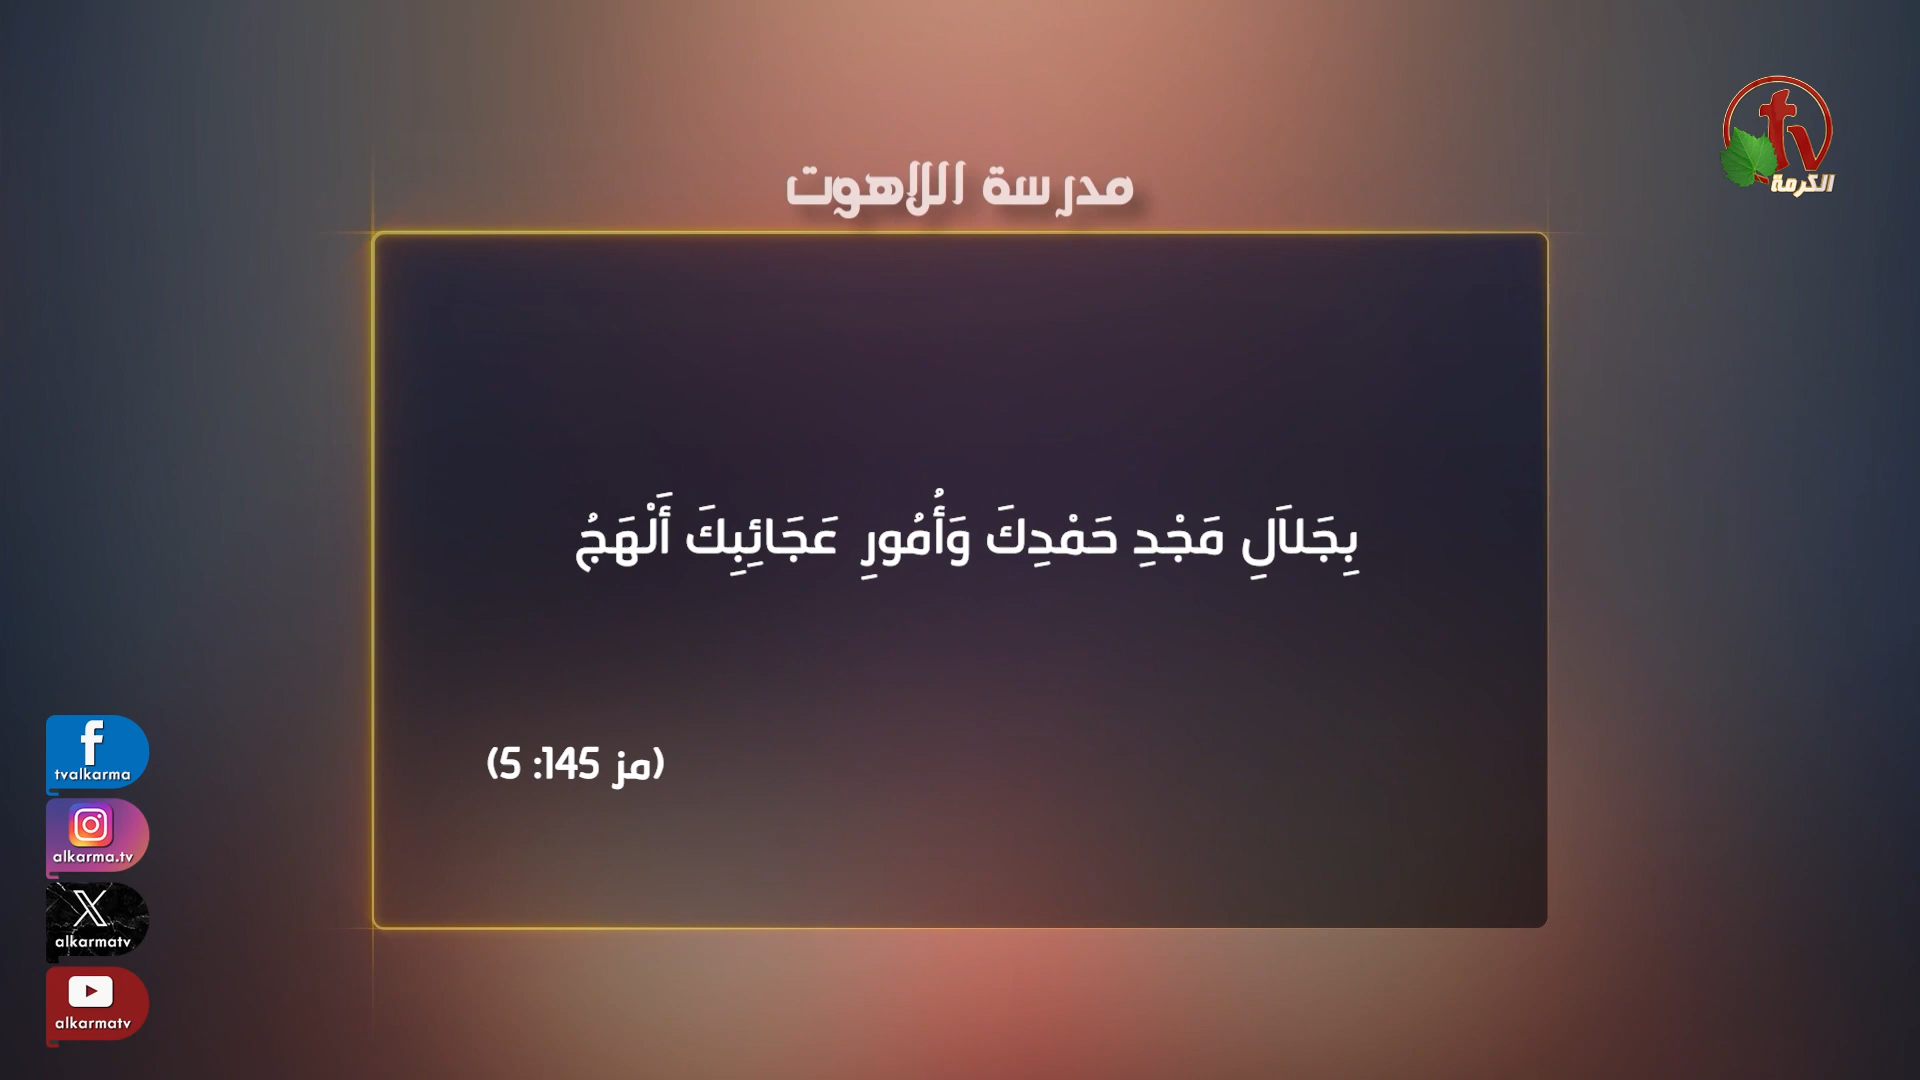 tv
الكرمة
مدرسة اللاهوت
بِجَلاَلِ مَجْدِ حَمْدِكَ وَأُمُورِ عَجَائِبِكَ أَلْهَجُ
(مز 145: 5)
tvalkarma
alkarma.tv
alkarmatv
alkarmatv